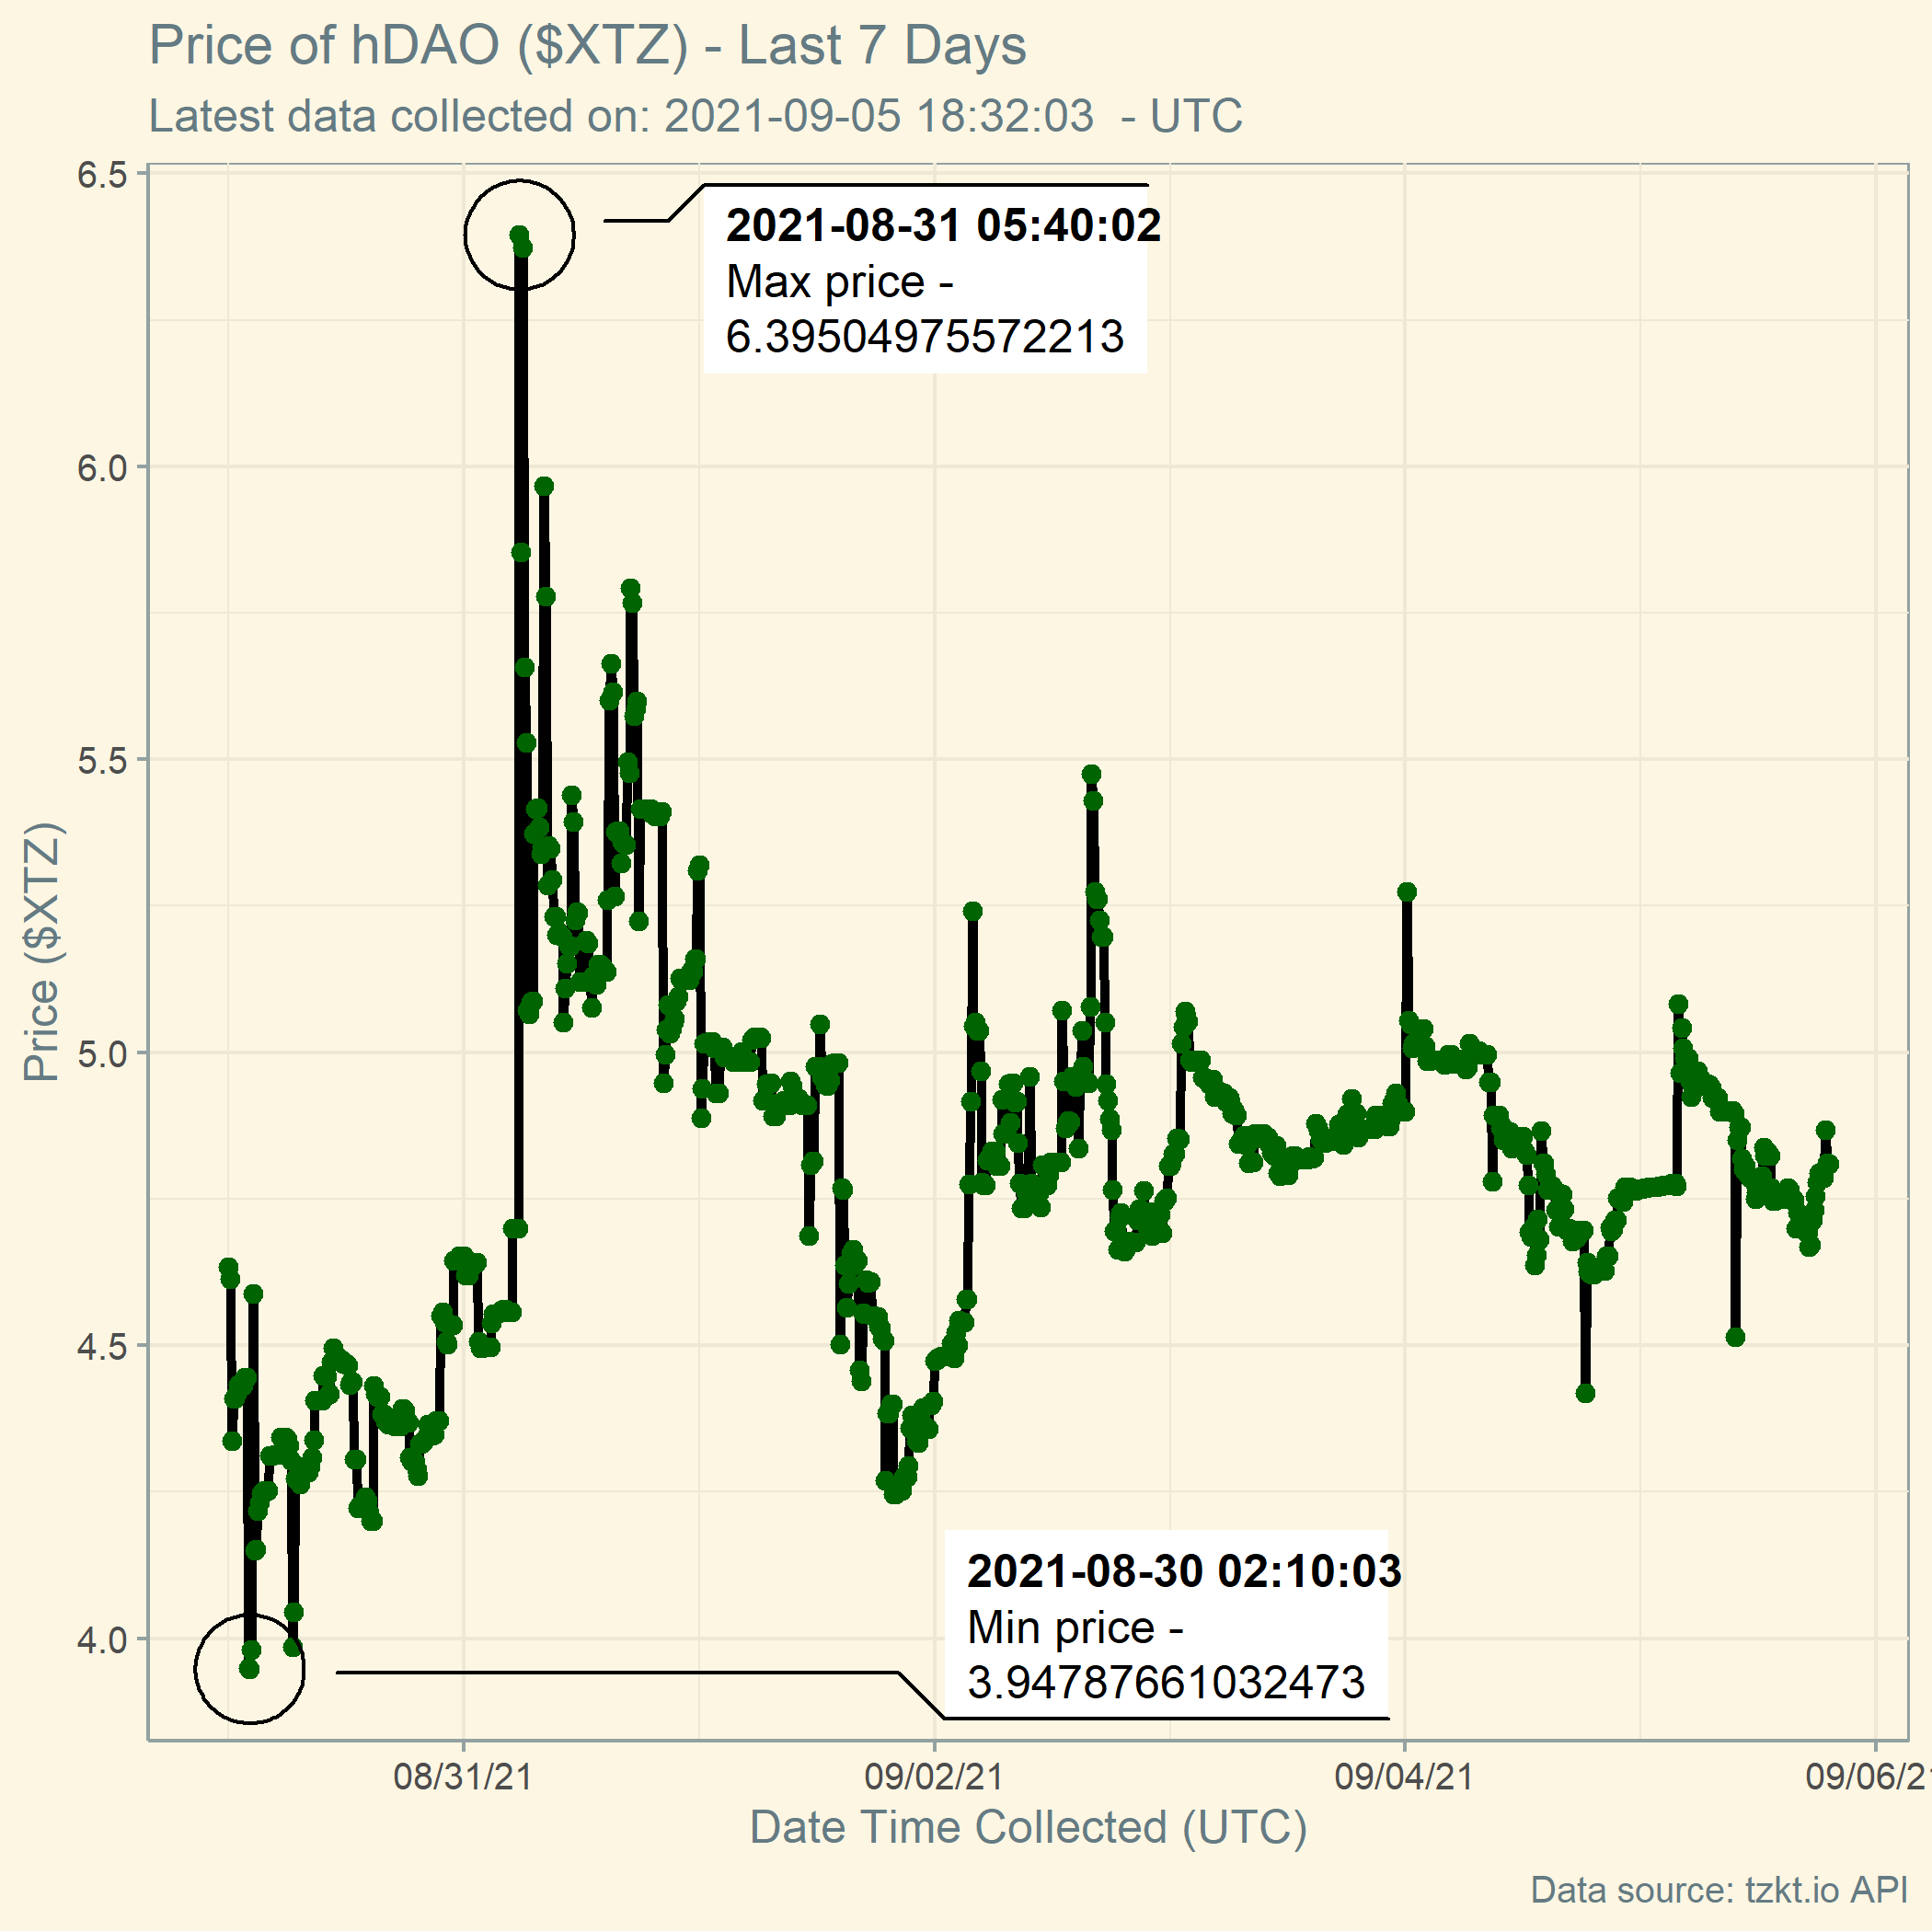 Price of hDAO ($XTZ) - Last 7 Days
Latest data collected on: 2021-09-05 18:32:03  - UTC
6.5
6.0
5.5
5.0
4.5
4.0
Price ($XTZ)
2021-08-31 05:40:02
Max price -
6.39504975572213
2021-08-30 02:10:03
Min price -
3.94787661032473
08/31/21
09/02/21
09/04/21
09/06/21
Date Time Collected (UTC)
Data source: tzkt.io API